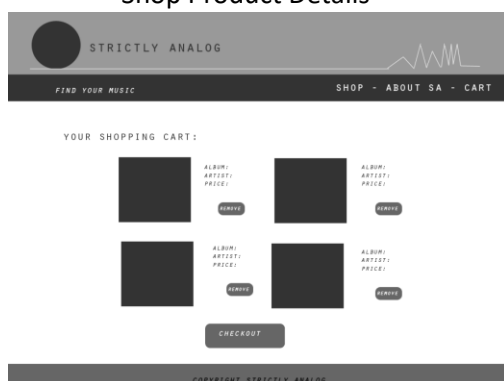 Shop Product Details
STRICTLY ANALOG
FIND YOUR MUSIC
SHOP - ABOUT SA - CART
YOUR SHOPPING CART:
ALBUM:
ARTIST:
PRICE:
REMOVE
ALBUM:
ARTIST:
PRICE:
REMOVE
ALBUM:
ARTIST:
PRICE:
REMOVE
ALBUM:
ARTIST:
PRICE:
REMOVE
CHECKOUT
COPYRIGHT STRICTLY ANALOG